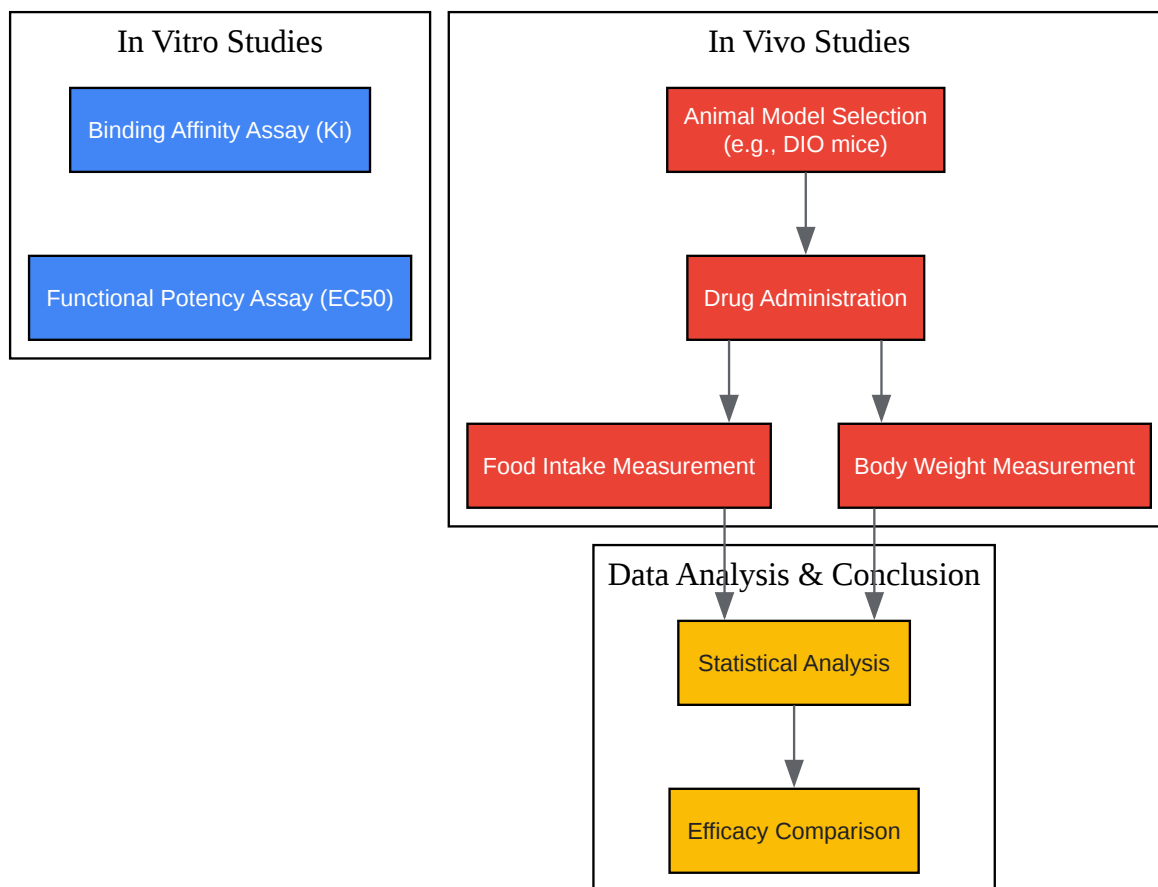 In Vitro Studies
Binding Affinity Assay (Ki)
Functional Potency Assay (EC50)
In Vivo Studies
Animal Model Selection
(e.g., DIO mice)
Drug Administration
Food Intake Measurement
Body Weight Measurement
Data Analysis & Conclusion
Statistical Analysis
Efficacy Comparison